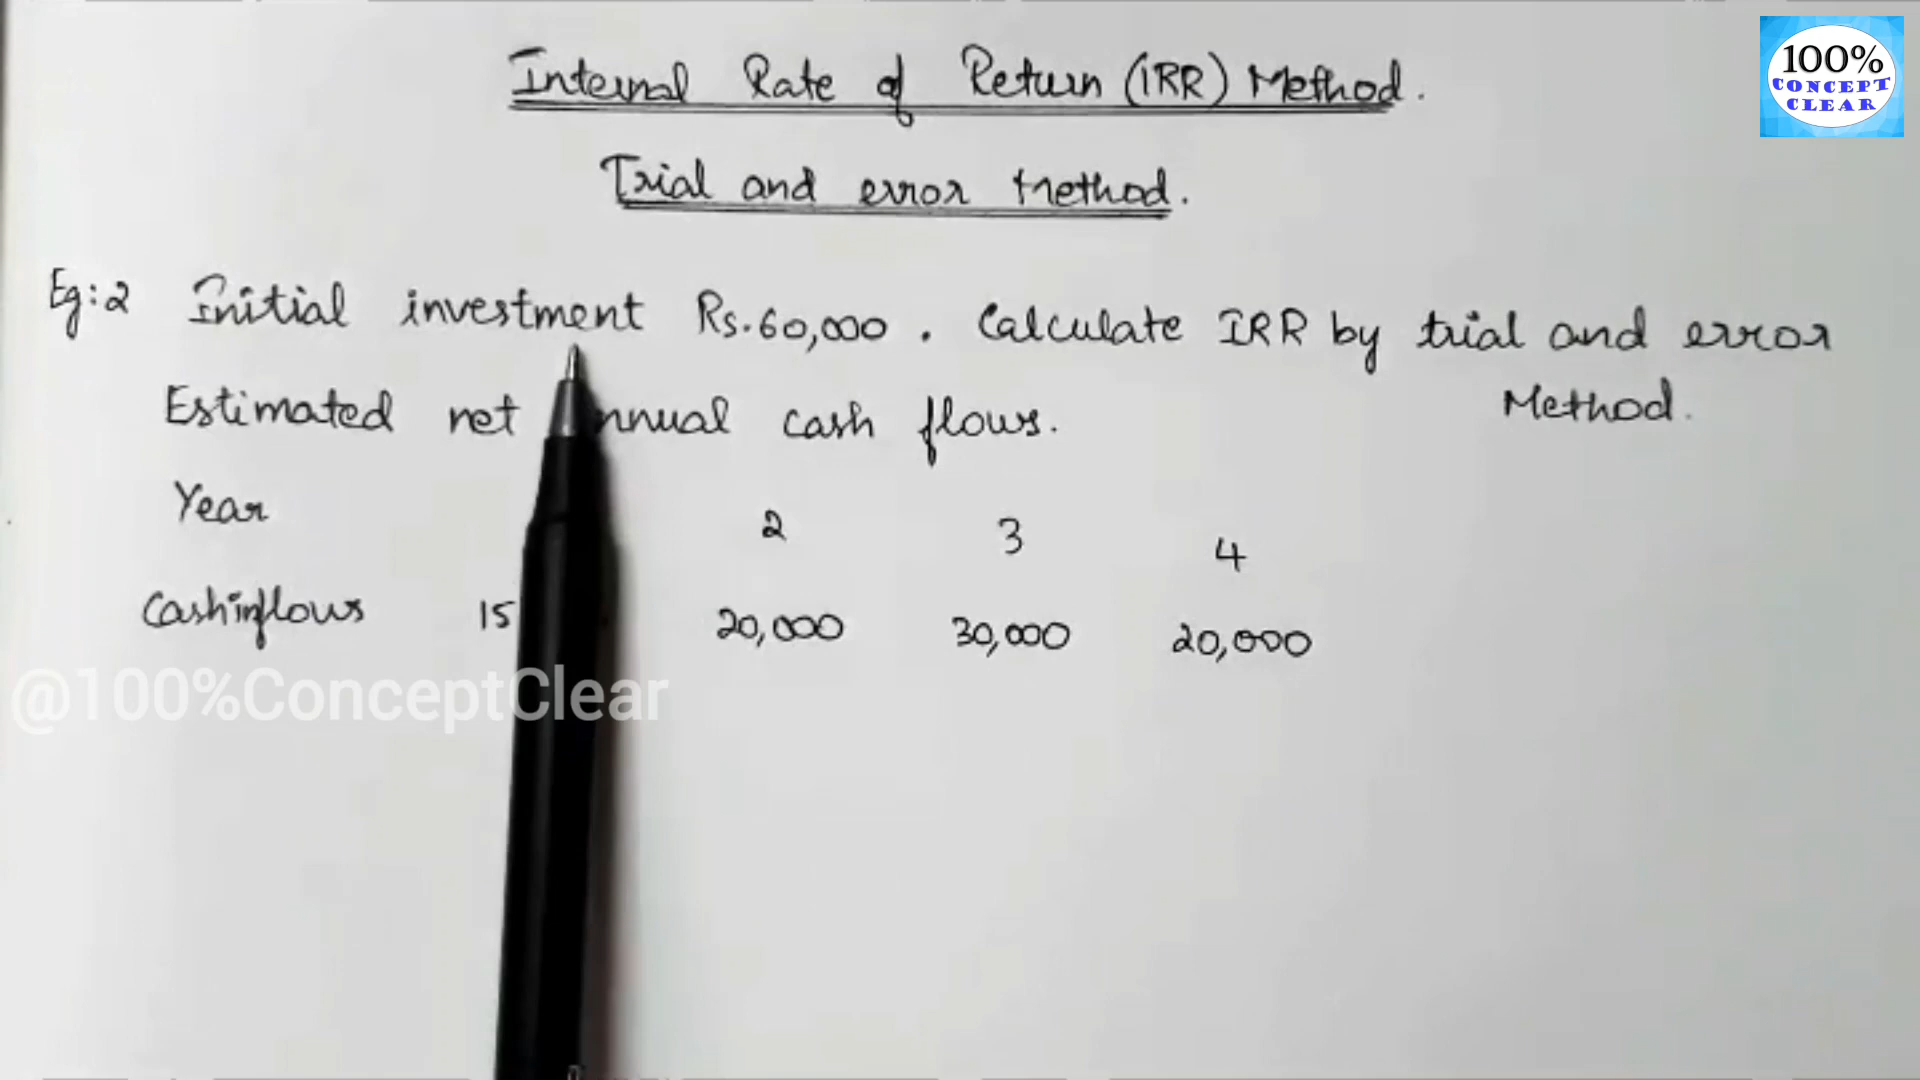 100%
CONCEPT
CLEAR
Internal Rate of Return (IRR) Method.
Trial and error Method.
Eg:2 Initial investment Rs.60,000. Calculate IRR by trial and error
Method.
Estimated net nnual cash flows.
Year 2 3 4
Cashinflows 15 20,000 30,000 20,000
@100%ConceptClear